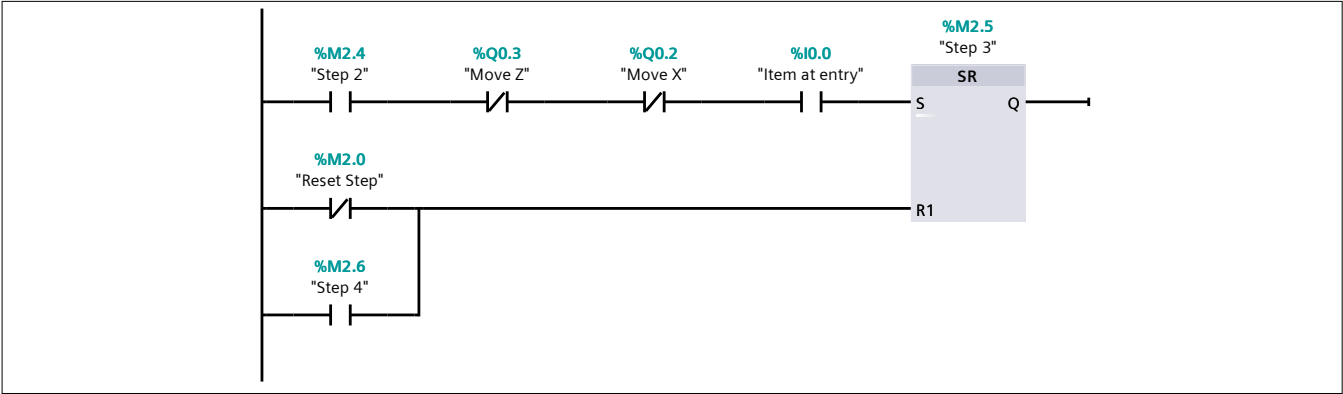 %M2.5
"Step 3"
%M2.4 %Q0.3 %Q0.2 %I0.0
"Step 2" "Move Z" "Move X" "Item at entry"
SR
S Q
%M2.0
"Reset Step"
R1
%M2.6
"Step 4"